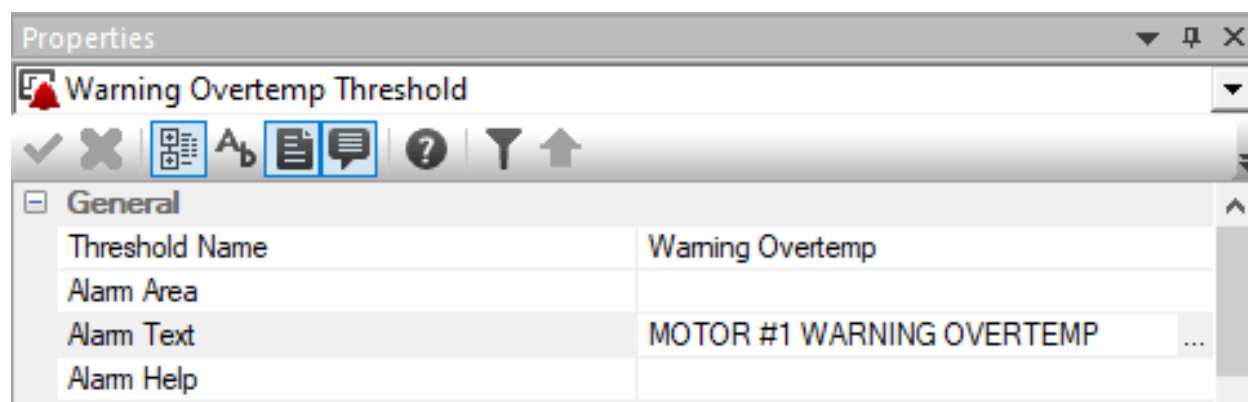 Properties
Warning Overtemp Threshold
General
Threshold Name Warning Overtemp
Alarm Area
Alarm Text MOTOR #1 WARNING OVERTEMP ...
Alarm Help